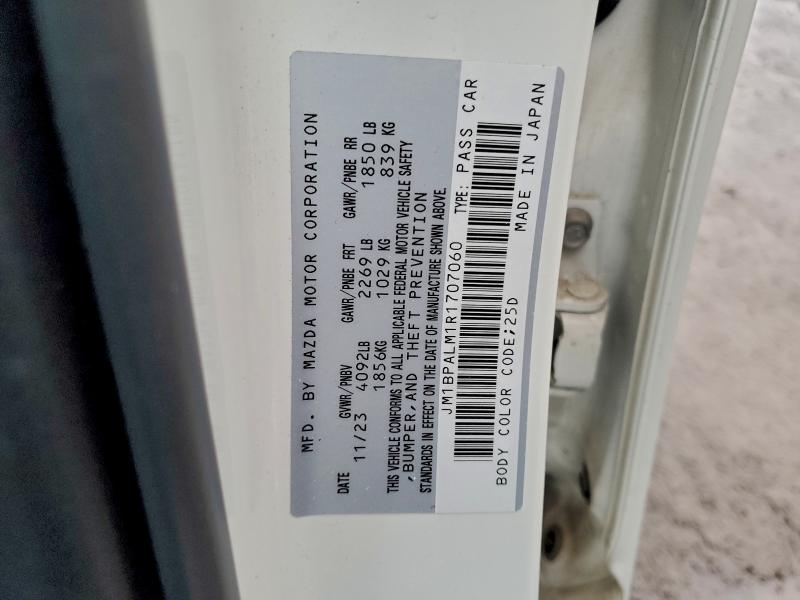 MFD. BY MAZDA MOTOR CORPORATION
DATE GVWR/PNBV GAWR/PNBE FRT GAWR/PNBE RR
11/23 4092LB 2269LB 1850 LB
1856KG 1029 KG 839 KG
THIS VEHICLE CONFORMS TO ALL APPLICABLE FEDERAL MOTOR VEHICLE SAFETY
,BUMPER,AND THEFT PREVENTION
STANDARDS IN EFFECT ON THE DATE OF MANUFACTURE SHOWN ABOVE.
JM1BPALM1R1707060 TYPE: PASS CAR
BODY COLOR CODE;25D MADE IN JAPAN